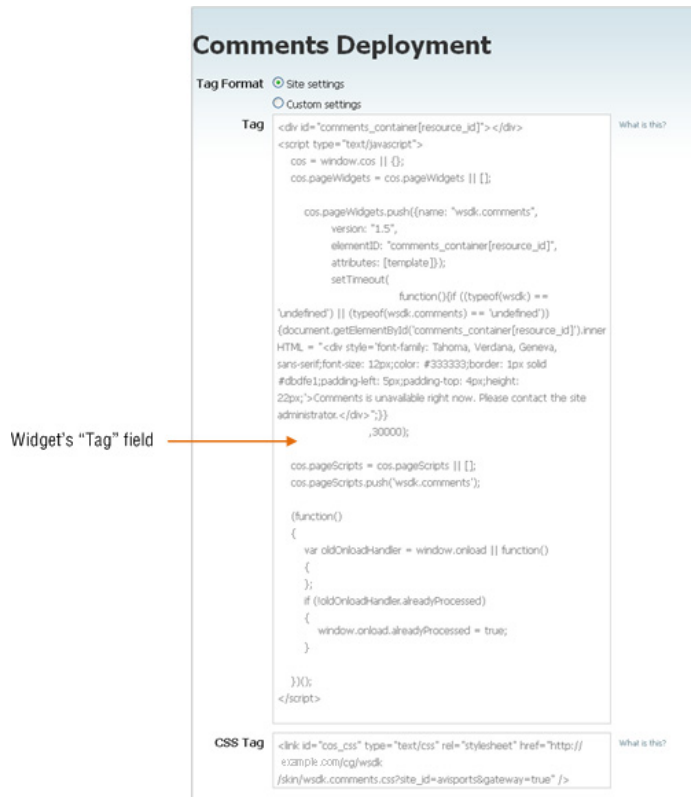 Comments Deployment
Tag Format Site settings
Custom settings
Tag What is this?
<div id="comments_container[resource_id]"></div>
<script type="text/javascript">
cos = window.cos || {};
cos.pageWidgets = cos.pageWidgets || [];
cos.pageWidgets.push({name: "wsdk.comments",
version: "1.5",
elementID: "comments_container[resource_id]",
attributes: [template]});
setTimeout(
function(){if ((typeof(wsdk) ==
'undefined') || (typeof(wsdk.comments) == 'undefined'))
{document.getElementById('comments_container[resource_id]').inner
HTML = "<div style='font-family: Tahoma, Verdana, Geneva,
sans-serif;font-size: 12px;color: #333333;border: 1px solid
#dbdfe1;padding-left: 5px;padding-top: 4px;height:
22px;'>Comments is unavailable right now. Please contact the site
administrator.</div>";}}
,30000);
Widget's "Tag" field
cos.pageScripts = cos.pageScripts || [];
cos.pageScripts.push('wsdk.comments');
(function()
{
var oldOnloadHandler = window.onload || function()
{
};
if (!oldOnloadHandler.alreadyProcessed)
{
window.onload.alreadyProcessed = true;
}
})();
</script>
CSS Tag What is this?
<link id="cos_css" type="text/css" rel="stylesheet" href="http://
example.com/cg/wsdk
/skin/wsdk.comments.css?site_id=avisports&gateway=true" />